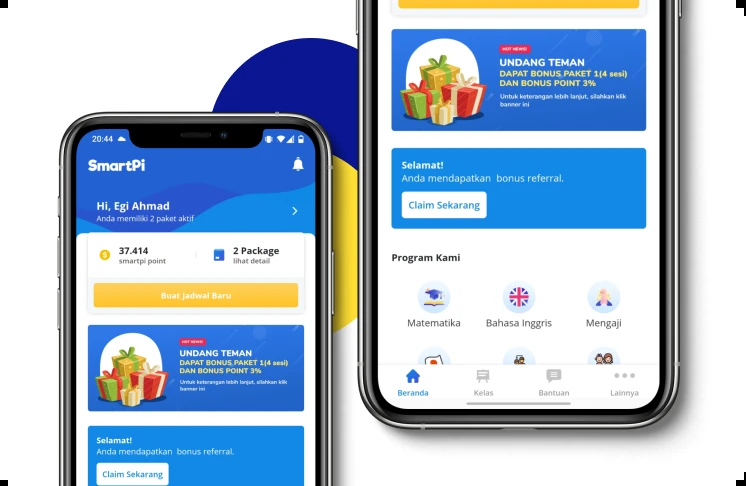 20:44
SmartPi
Hi, Egi Ahmad
Anda memiliki 2 paket aktif
37.414
smartpi point
2 Package
lihat detail
Buat Jadwal Baru
HOT NEWS!
UNDANG TEMAN
DAPAT BONUS PAKET 1(4 sesi)
DAN BONUS POINT 3%
Untuk keterangan lebih lanjut, silahkan klik
banner ini
Selamat!
Anda mendapatkan bonus referral.
Claim Sekarang
HOT NEWS!
UNDANG TEMAN
DAPAT BONUS PAKET 1(4 sesi)
DAN BONUS POINT 3%
Untuk keterangan lebih lanjut, silahkan klik
banner ini
Selamat!
Anda mendapatkan bonus referral.
Claim Sekarang
Program Kami
Matematika
Bahasa Inggris
Mengaji
Beranda
Kelas
Bantuan
Lainnya